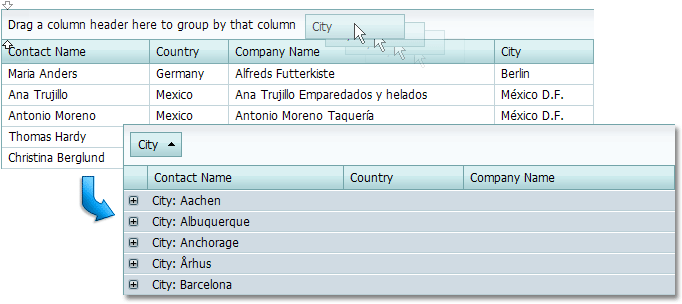 Drag a column header here to group by that column City
Contact Name Country Company Name City
Maria Anders Germany Alfreds Futterkiste Berlin
Ana Trujillo Mexico Ana Trujillo Emparedados y helados México D.F.
Antonio Moreno Mexico Antonio Moreno Taquería México D.F.
Thomas Hardy
Christina Berglund
City
Contact Name Country Company Name
City: Aachen
City: Albuquerque
City: Anchorage
City: Århus
City: Barcelona